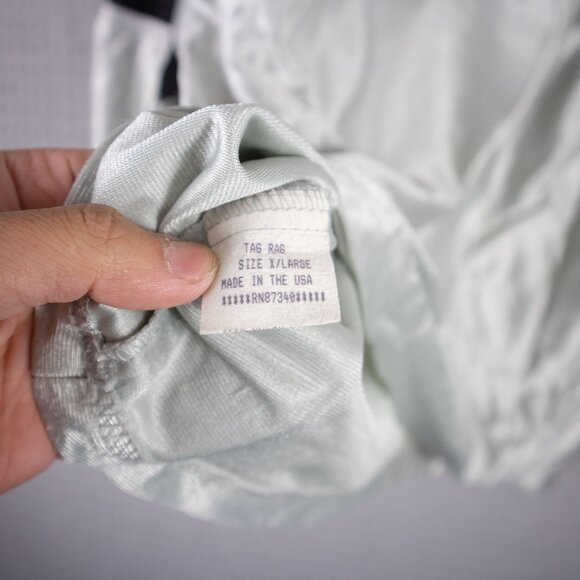 TAG RAG
SIZE X/LARGE
MADE IN THE USA
*****RN87340*****